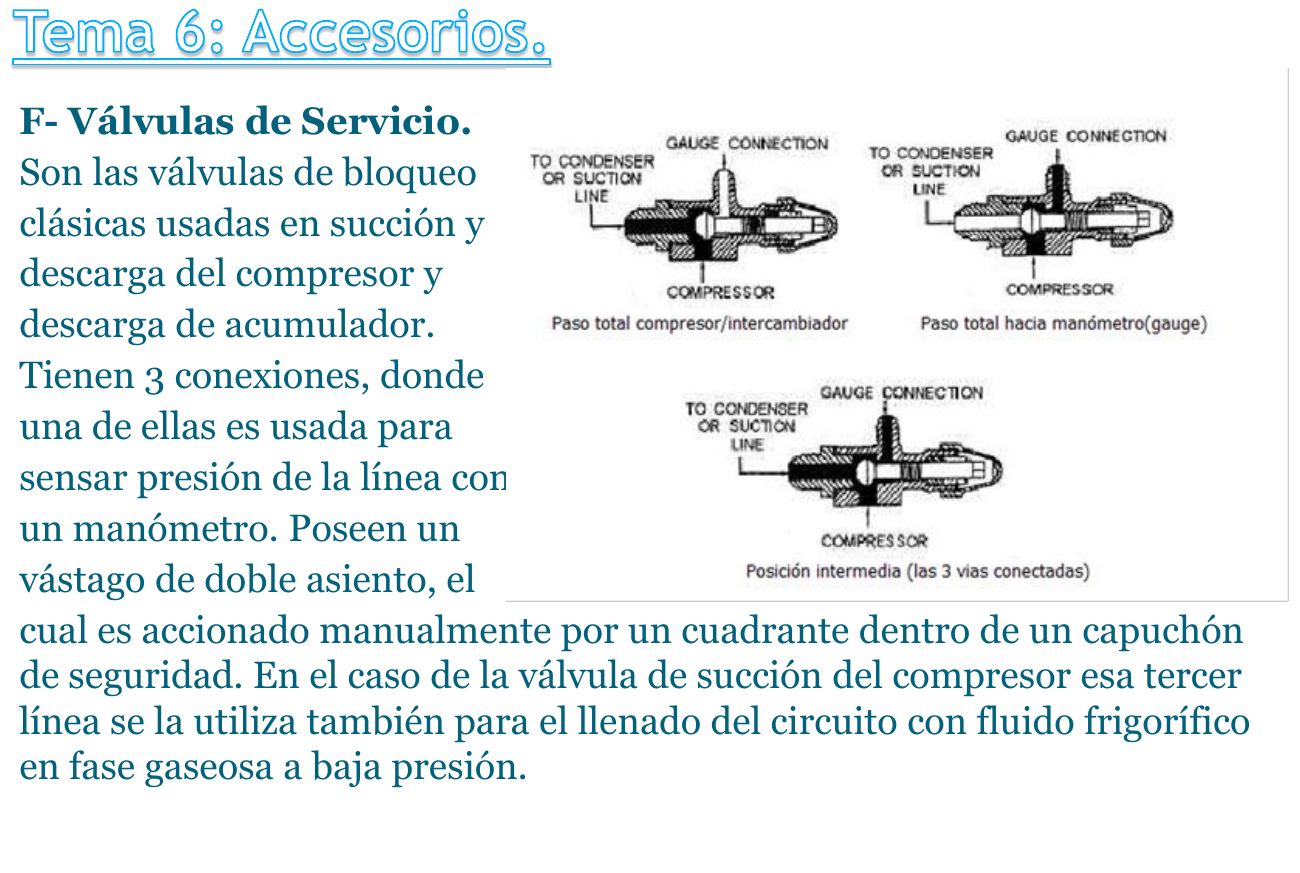 Tema 6: Accesorios.
F- Válvulas de Servicio.
Son las válvulas de bloqueo
clásicas usadas en succión y
descarga del compresor y
descarga de acumulador.
Tienen 3 conexiones, donde
una de ellas es usada para
sensar presión de la línea con
un manómetro. Poseen un
vástago de doble asiento, el
cual es accionado manualmente por un cuadrante dentro de un capuchón
de seguridad. En el caso de la válvula de succión del compresor esa tercer
línea se la utiliza también para el llenado del circuito con fluido frigorífico
en fase gaseosa a baja presión.
GAUGE CONNECTION
TO CONDENSER
OR SUCTION
LINE
COMPRESSOR
Paso total compresor/intercambiador
GAUGE CONNECTION
TO CONDENSER
OR SUCTION
LINE
COMPRESSOR
Paso total hacia manómetro(gauge)
GAUGE CONNECTION
TO CONDENSER
OR SUCTION
LINE
COMPRESSOR
Posición intermedia (las 3 vias conectadas)